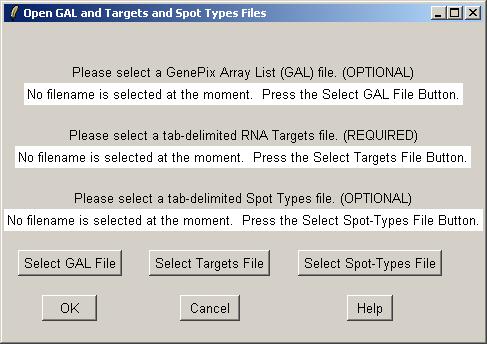 Open GAL and Targets and Spot Types Files
Please select a GenePix Array List (GAL) file. (OPTIONAL)
No filename is selected at the moment.  Press the Select GAL File Button.
Please select a tab-delimited RNA Targets file. (REQUIRED)
No filename is selected at the moment.  Press the Select Targets File Button.
Please select a tab-delimited Spot Types file. (OPTIONAL)
No filename is selected at the moment.  Press the Select Spot-Types File Button.
Select GAL File Select Targets File Select Spot-Types File
OK Cancel Help